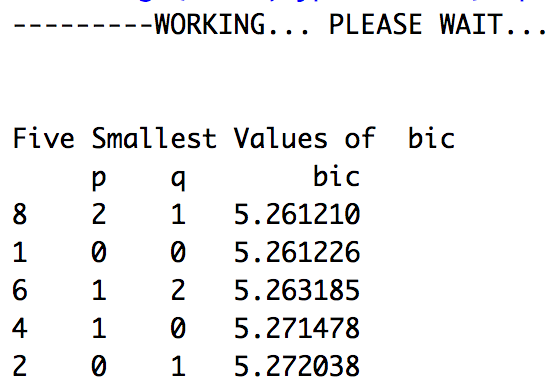 ---------WORKING... PLEASE WAIT...
Five Smallest Values of  bic
     p    q        bic
8    2    1   5.261210
1    0    0   5.261226
6    1    2   5.263185
4    1    0   5.271478
2    0    1   5.272038